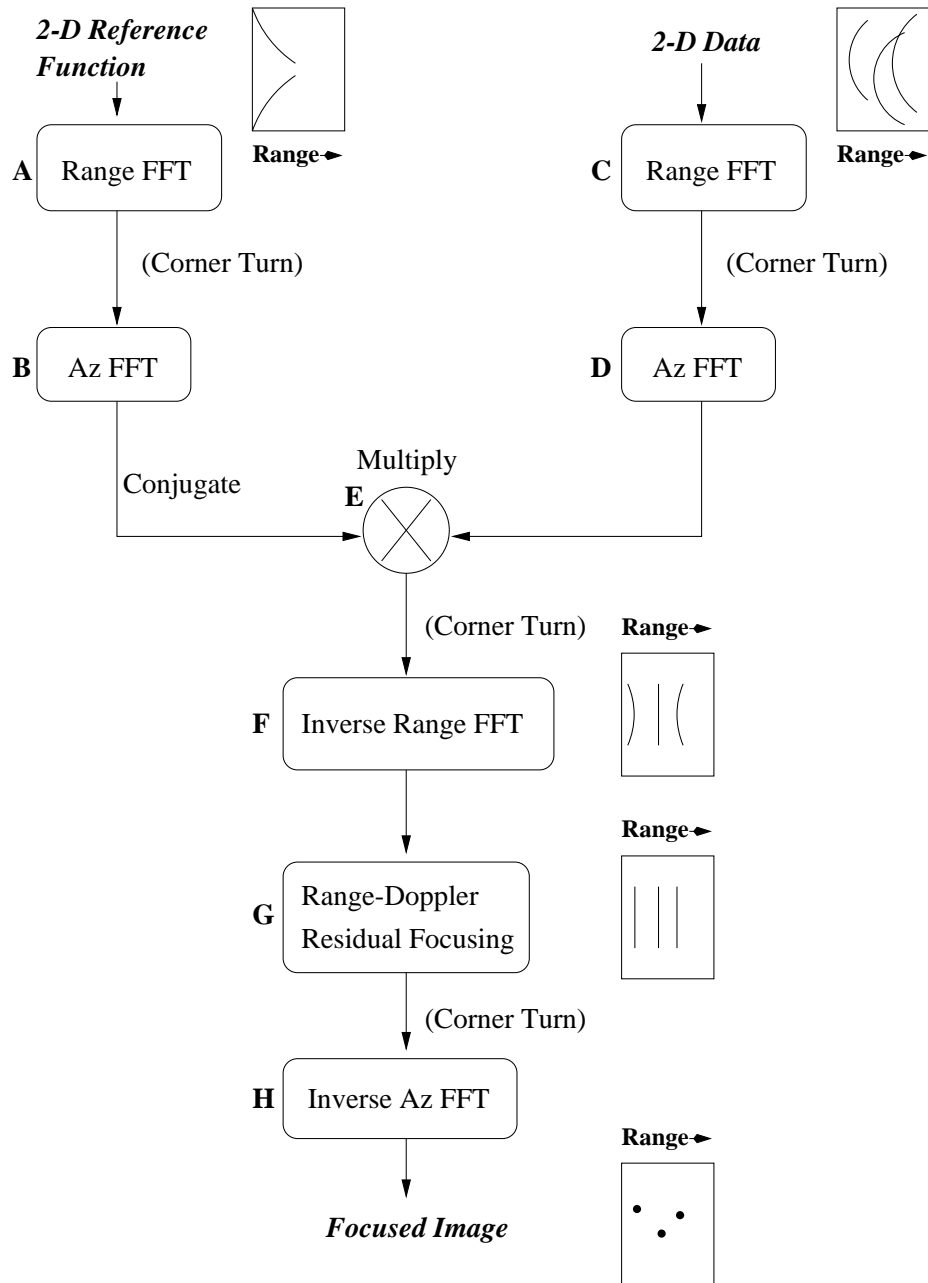 2-D Reference
Function
Range
2-D Data
Range
A
Range FFT
C
Range FFT
(Corner Turn)
(Corner Turn)
B
Az FFT
D
Az FFT
Multiply
Conjugate
E
(Corner Turn)
Range
F
Inverse Range FFT
Range
G
Range-Doppler
Residual Focusing
(Corner Turn)
H
Inverse Az FFT
Range
Focused Image